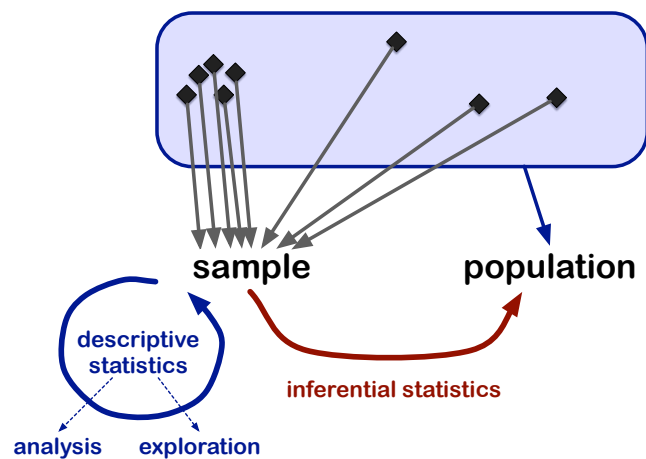 sample
population
descriptive
statistics
inferential statistics
analysis
exploration